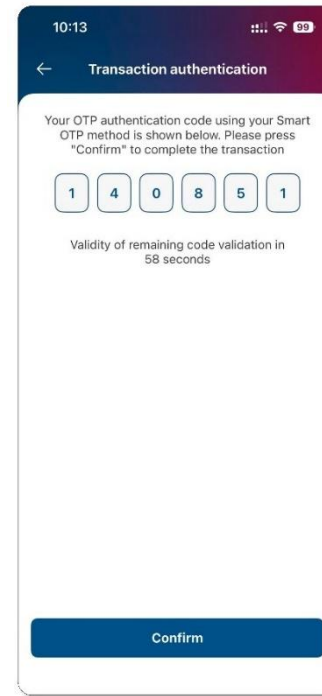 10:13
99
Transaction authentication
Your OTP authentication code using your Smart
OTP method is shown below. Please press
"Confirm" to complete the transaction
1 4 0 8 5 1
Validity of remaining code validation in
58 seconds
Confirm